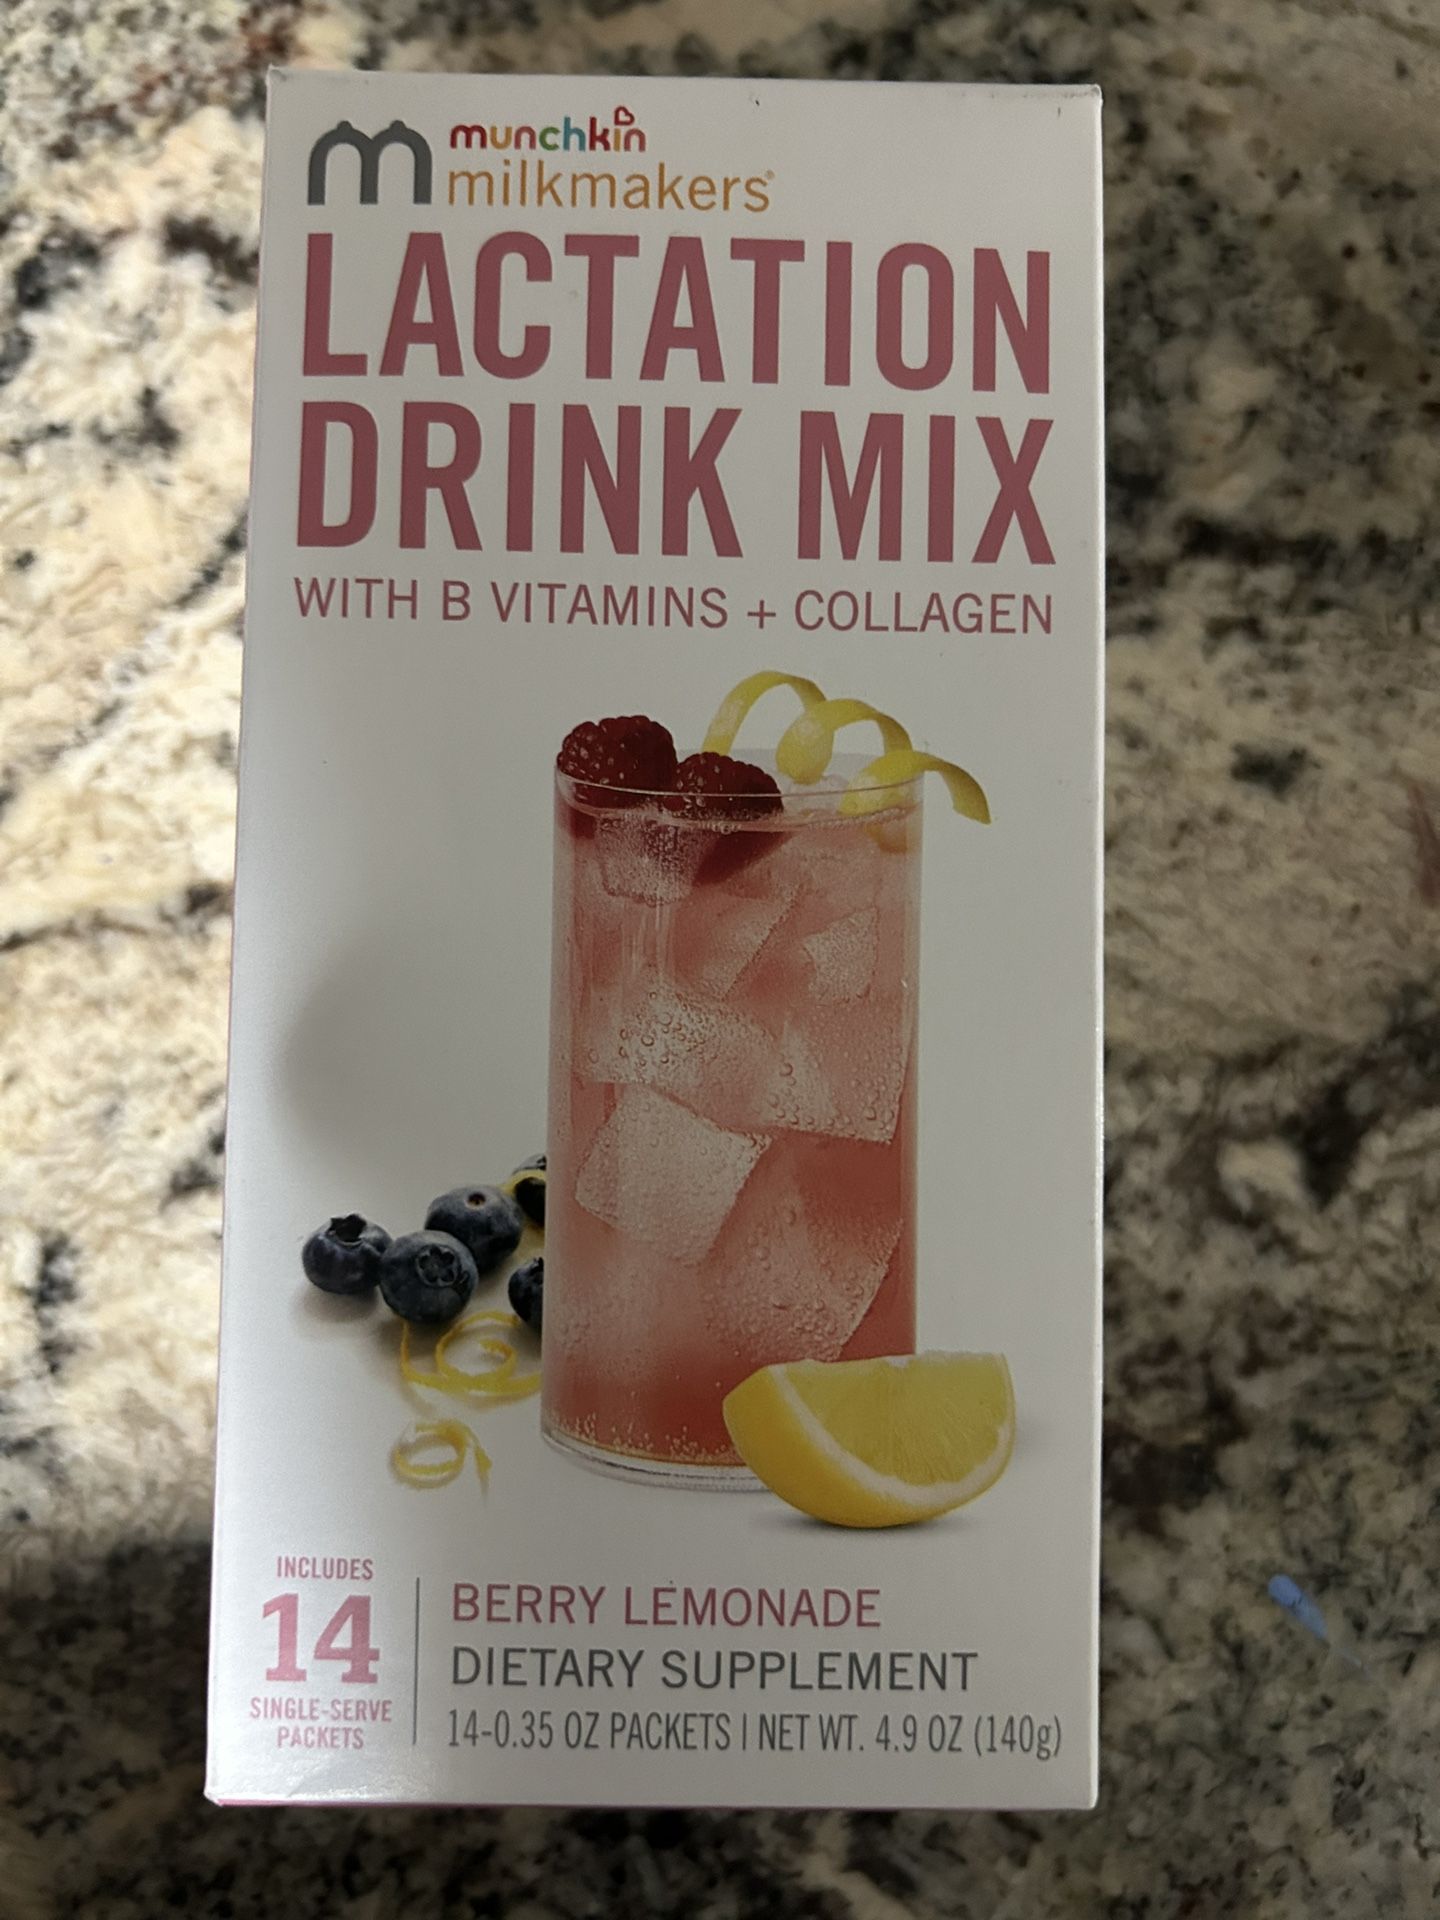 munchkin
milkmakers®
LACTATION
DRINK MIX
WITH B VITAMINS + COLLAGEN
INCLUDES
14
SINGLE-SERVE
PACKETS
BERRY LEMONADE
DIETARY SUPPLEMENT
14-0.35 OZ PACKETS | NET WT. 4.9 OZ (140g)